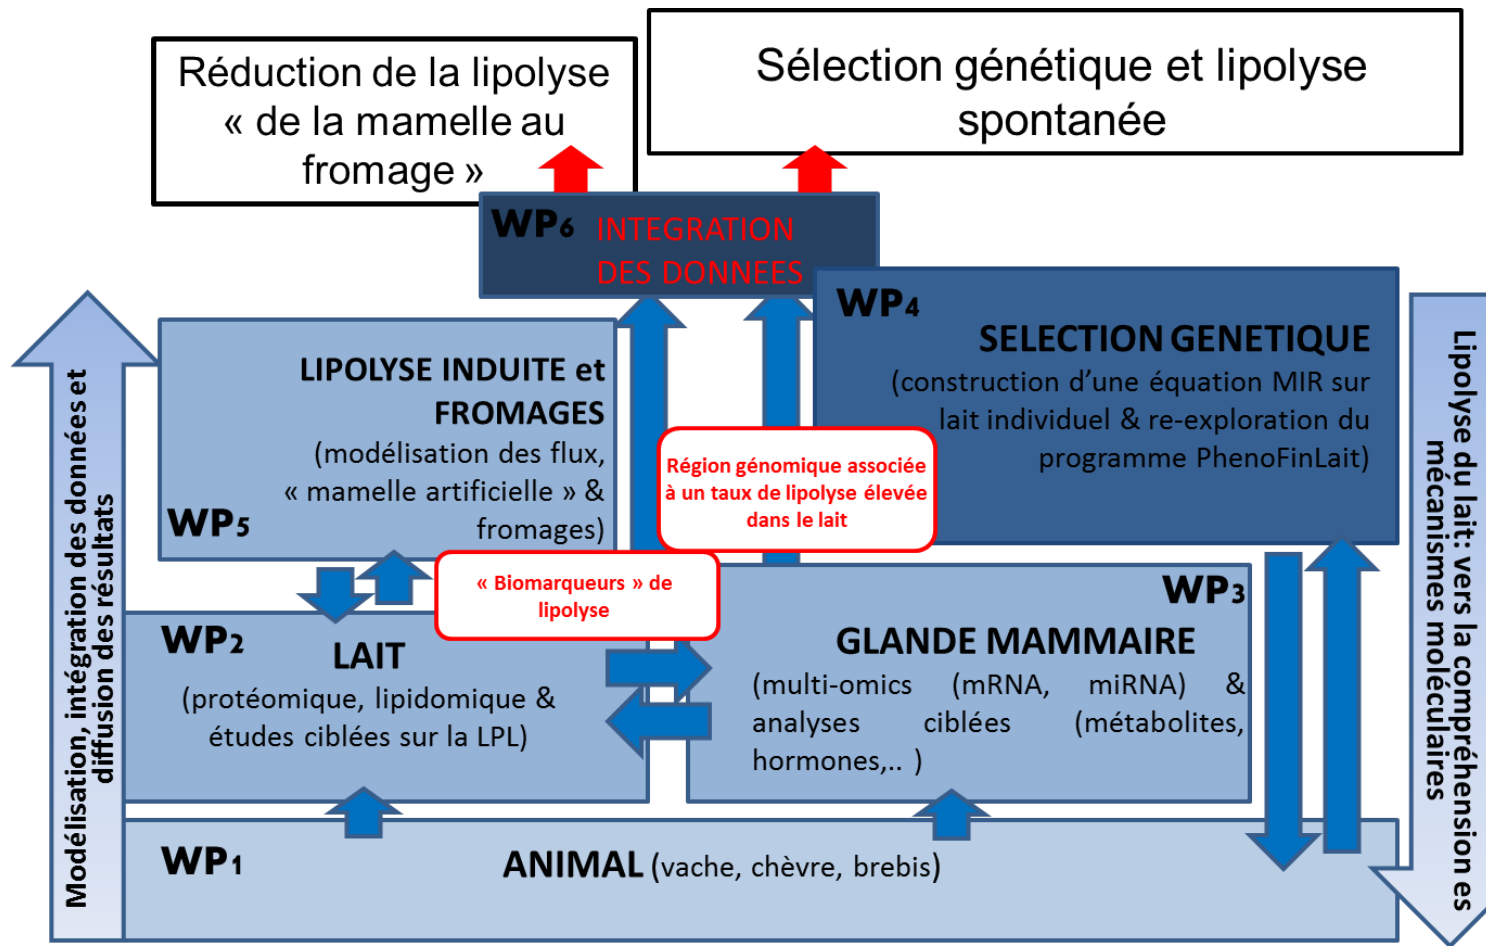 Réduction de la lipolyse
« de la mamelle au
fromage »
Sélection génétique et lipolyse
spontanée
WP6 INTEGRATION
DES DONNEES
WP4
SELECTION GENETIQUE
(construction d’une équation MIR sur
lait individuel & re-exploration du
programme PhenoFinLait)
LIPOLYSE INDUITE et
FROMAGES
(modélisation des flux,
« mamelle artificielle » &
fromages)
WP5
Région génomique associée
à un taux de lipolyse élevée
dans le lait
« Biomarqueurs » de
lipolyse
WP2
LAIT
(protéomique, lipidomique &
études ciblées sur la LPL)
WP3
GLANDE MAMMAIRE
(multi-omics (mRNA, miRNA) &
analyses ciblées (métabolites,
hormones,.. )
WP1
ANIMAL (vache, chèvre, brebis)
Modélisation, intégration des données et
diffusion des résultats
Lipolyse du lait: vers la compréhension es
mécanismes moléculaires